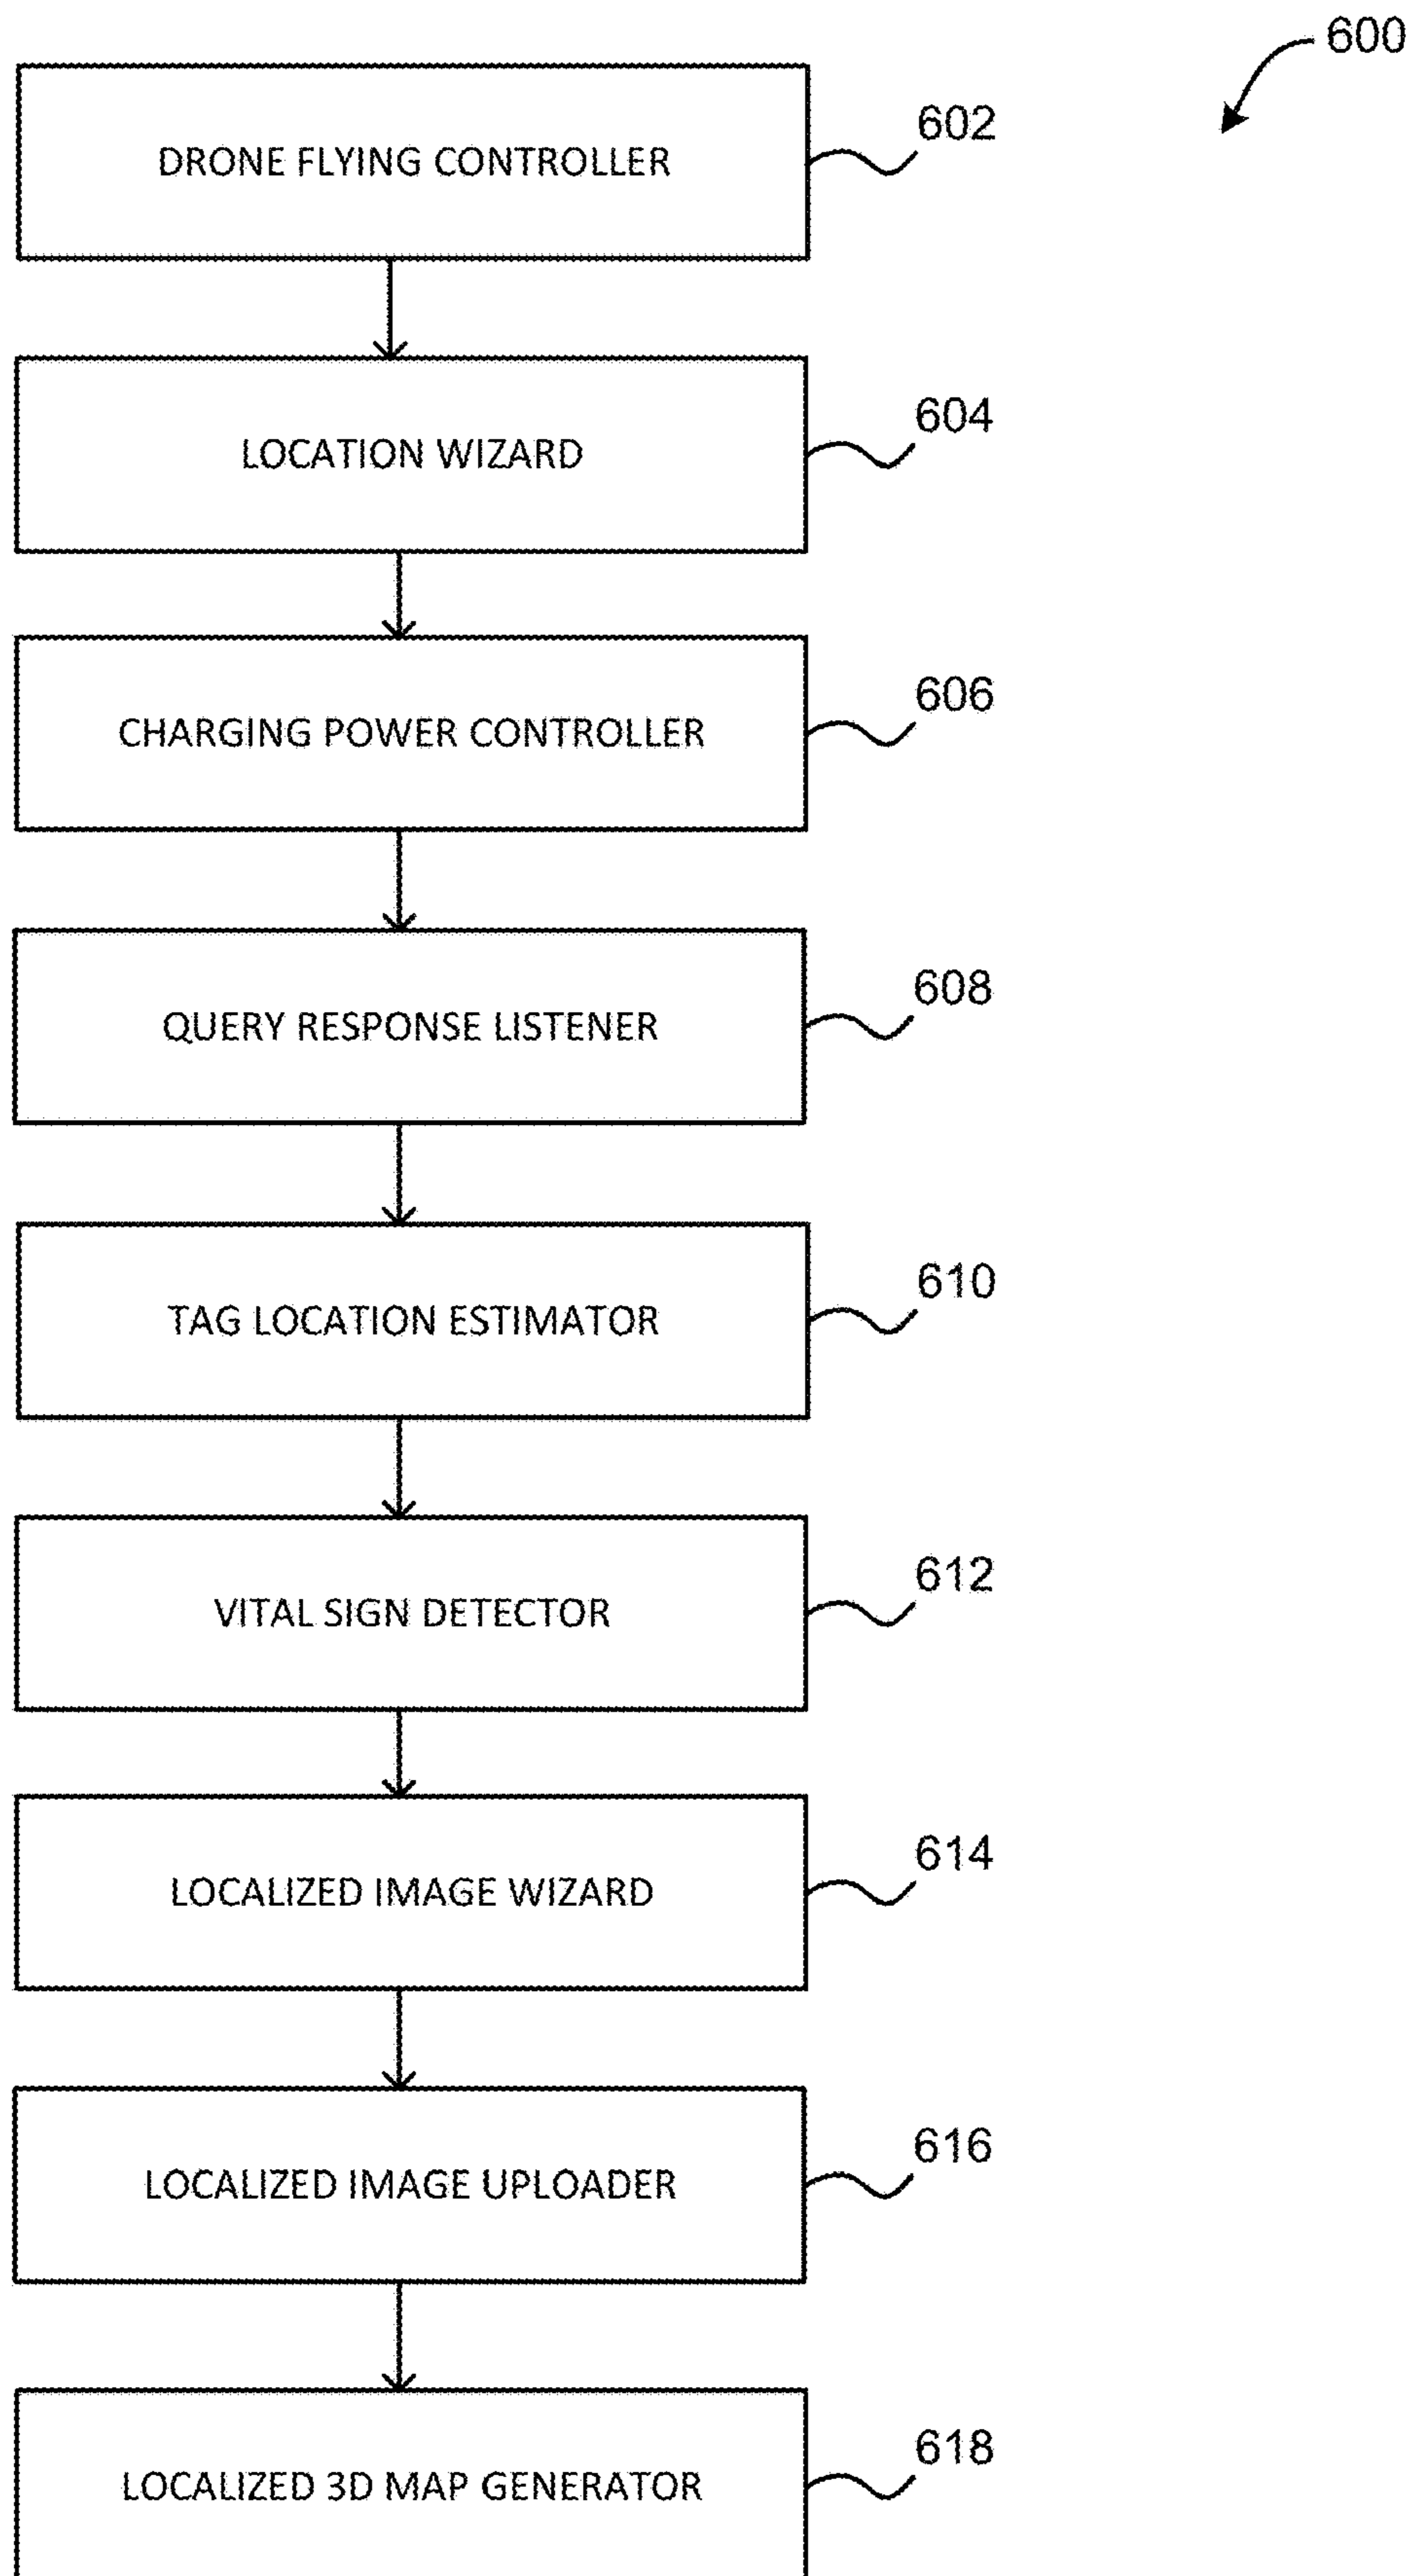 600
DRONE FLYING CONTROLLER
602
LOCATION WIZARD
604
CHARGING POWER CONTROLLER
606
QUERY RESPONSE LISTENER
608
TAG LOCATION ESTIMATOR
610
VITAL SIGN DETECTOR
612
LOCALIZED IMAGE WIZARD
614
LOCALIZED IMAGE UPLOADER
616
LOCALIZED 3D MAP GENERATOR
618